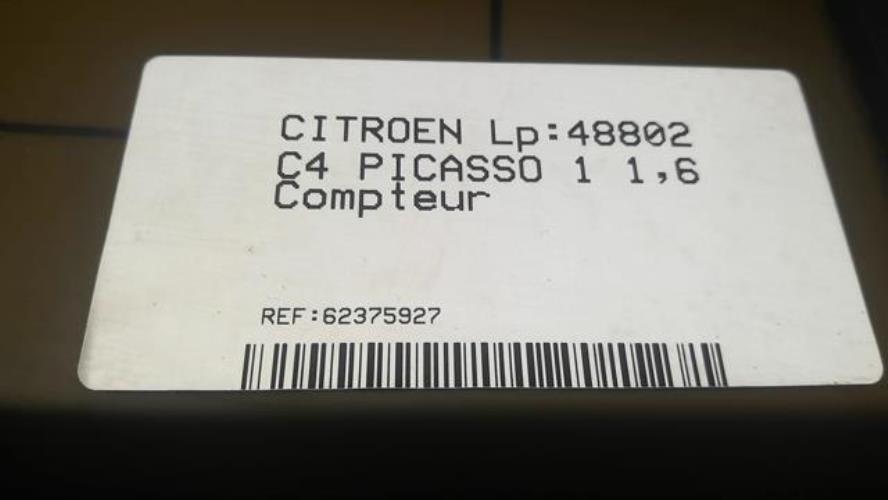 CITROEN Lp:48802
C4 PICASSO 1 1,6
Compteur
REF:62375927